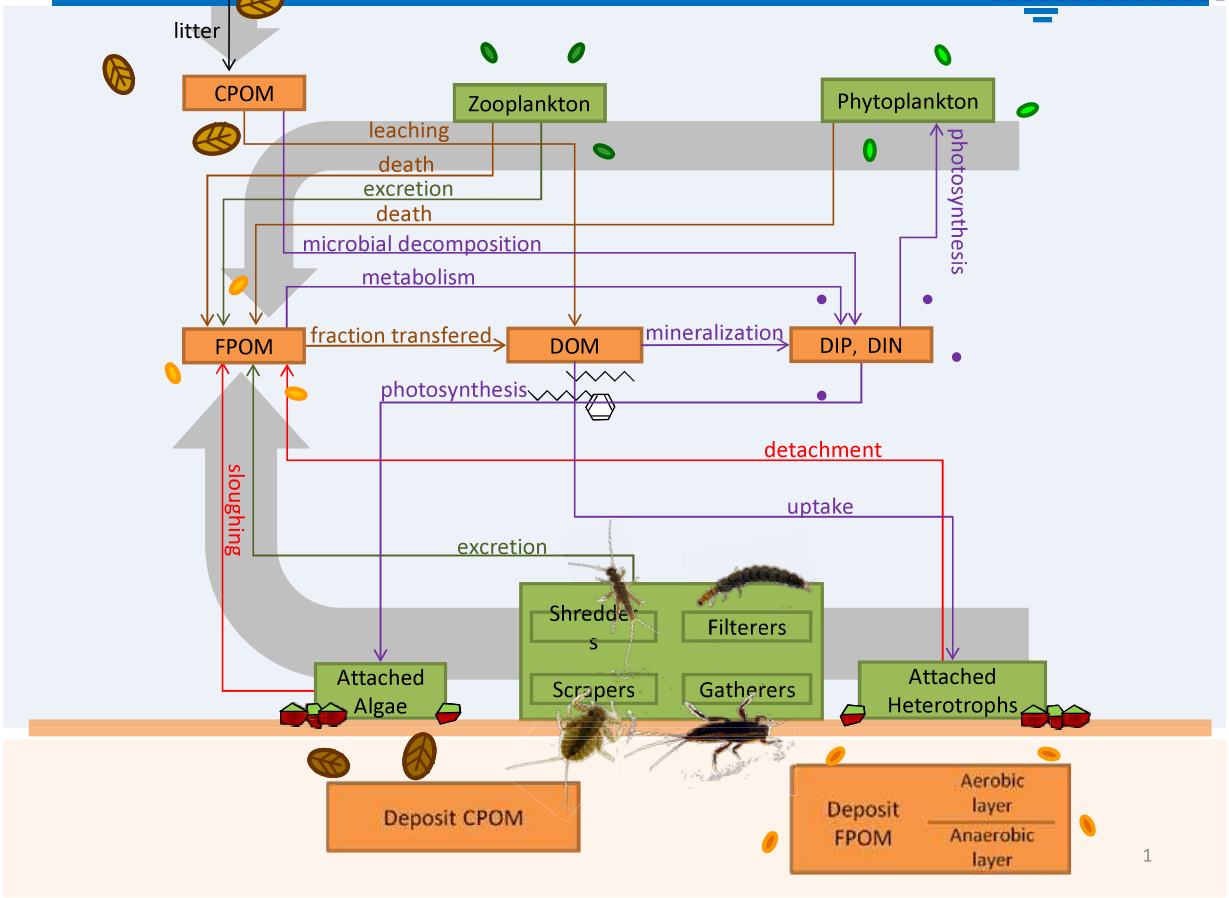 litter
CPOM
Zooplankton
Phytoplankton
leaching
death
excretion
death
microbial decomposition
metabolism
photosynthesis
FPOM
fraction transfered
DOM
mineralization
DIP, DIN
photosynthesis
detachment
sloughing
uptake
excretion
Shredder
s
Filterers
Scrapers
Gatherers
Attached
Algae
Attached
Heterotrophs
Deposit CPOM
Deposit
FPOM
Aerobic
layer
Anaerobic
layer
1